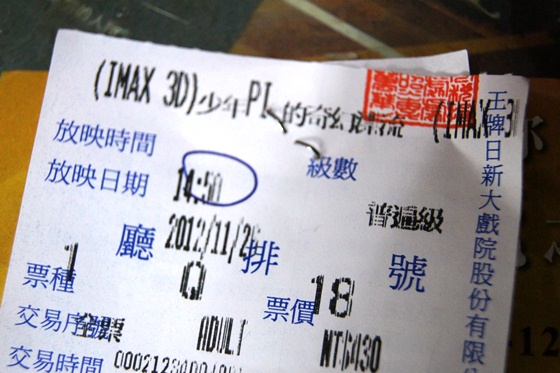 (IMAX 3D)少年PI的奇幻漂流 (IMAX 3
放映時間
放映日期 14:50 級數
普遍級
2012/11/2
廳 排 號
1 Q 18
票種 票價
全票 ADULT NT$430
交易序號
交易時間
王牌日新大戲院股份有限